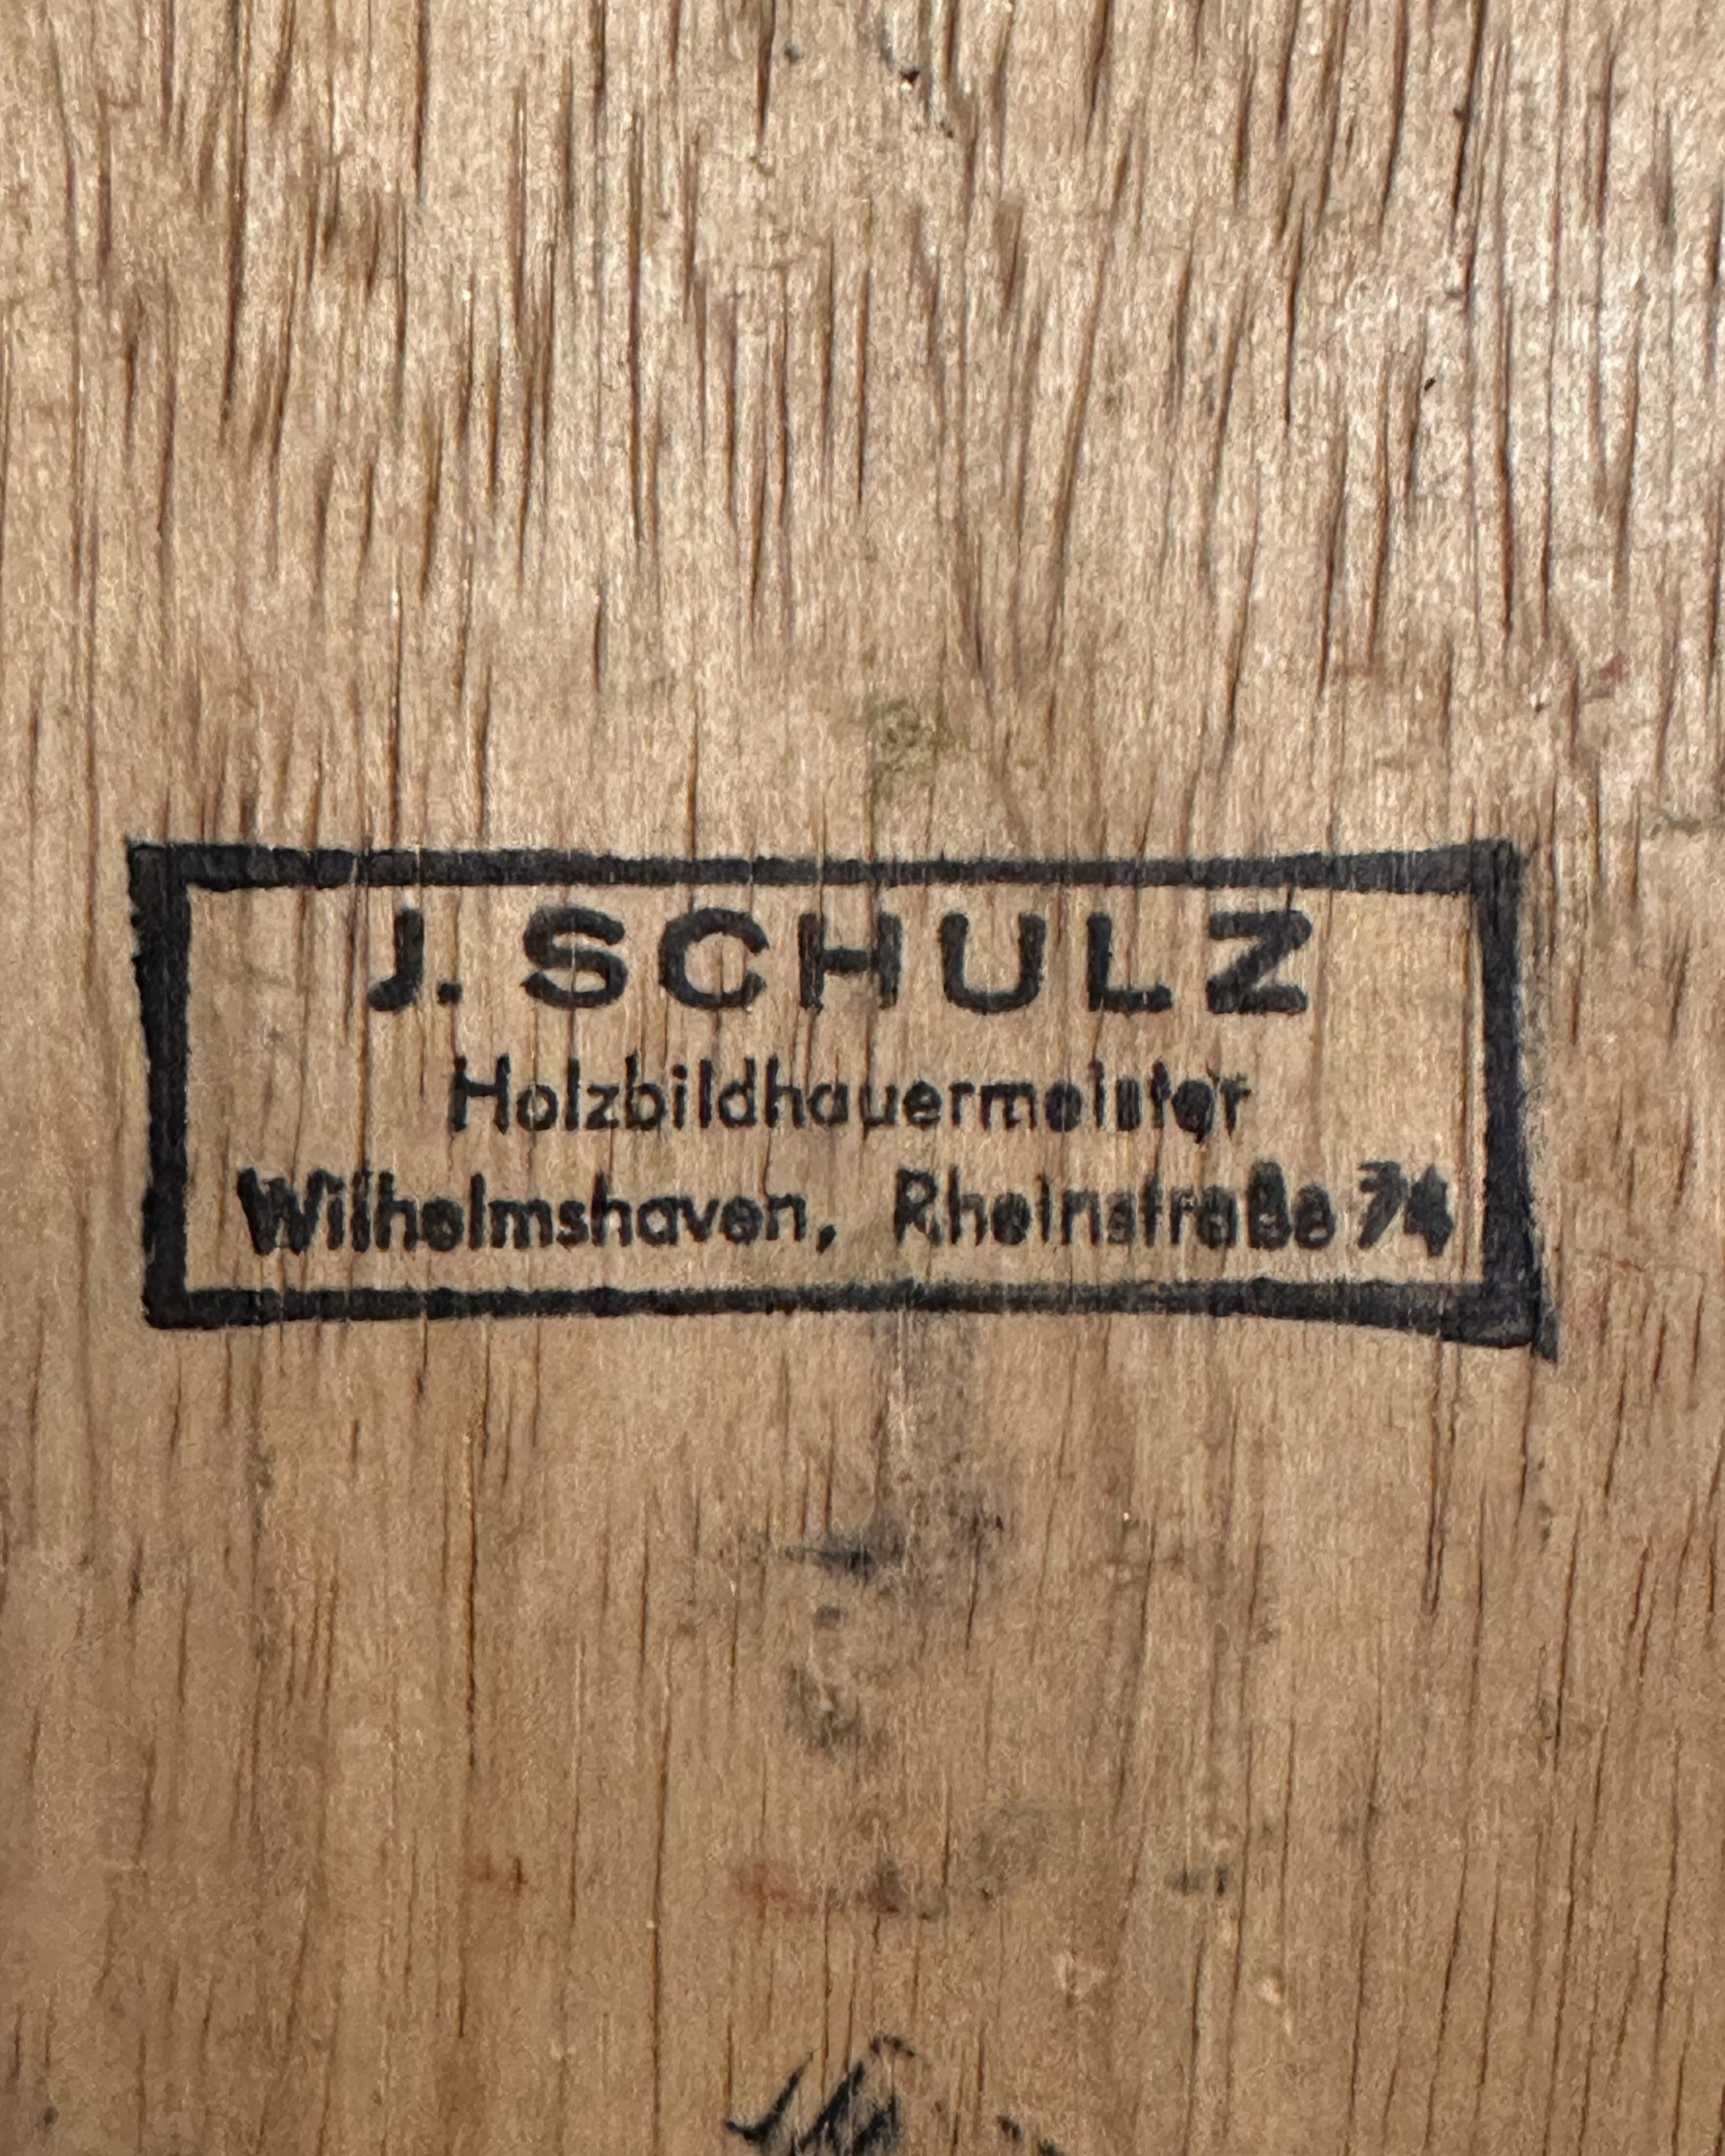 J. SCHULZ
Holzbildhauermeister
Wilhelmshaven, Rheinstraße 74